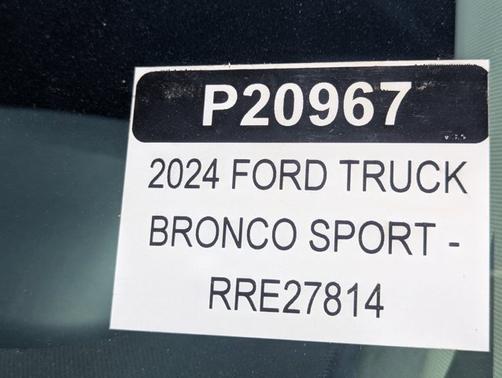 P20967
2024 FORD TRUCK
BRONCO SPORT -
RRE27814